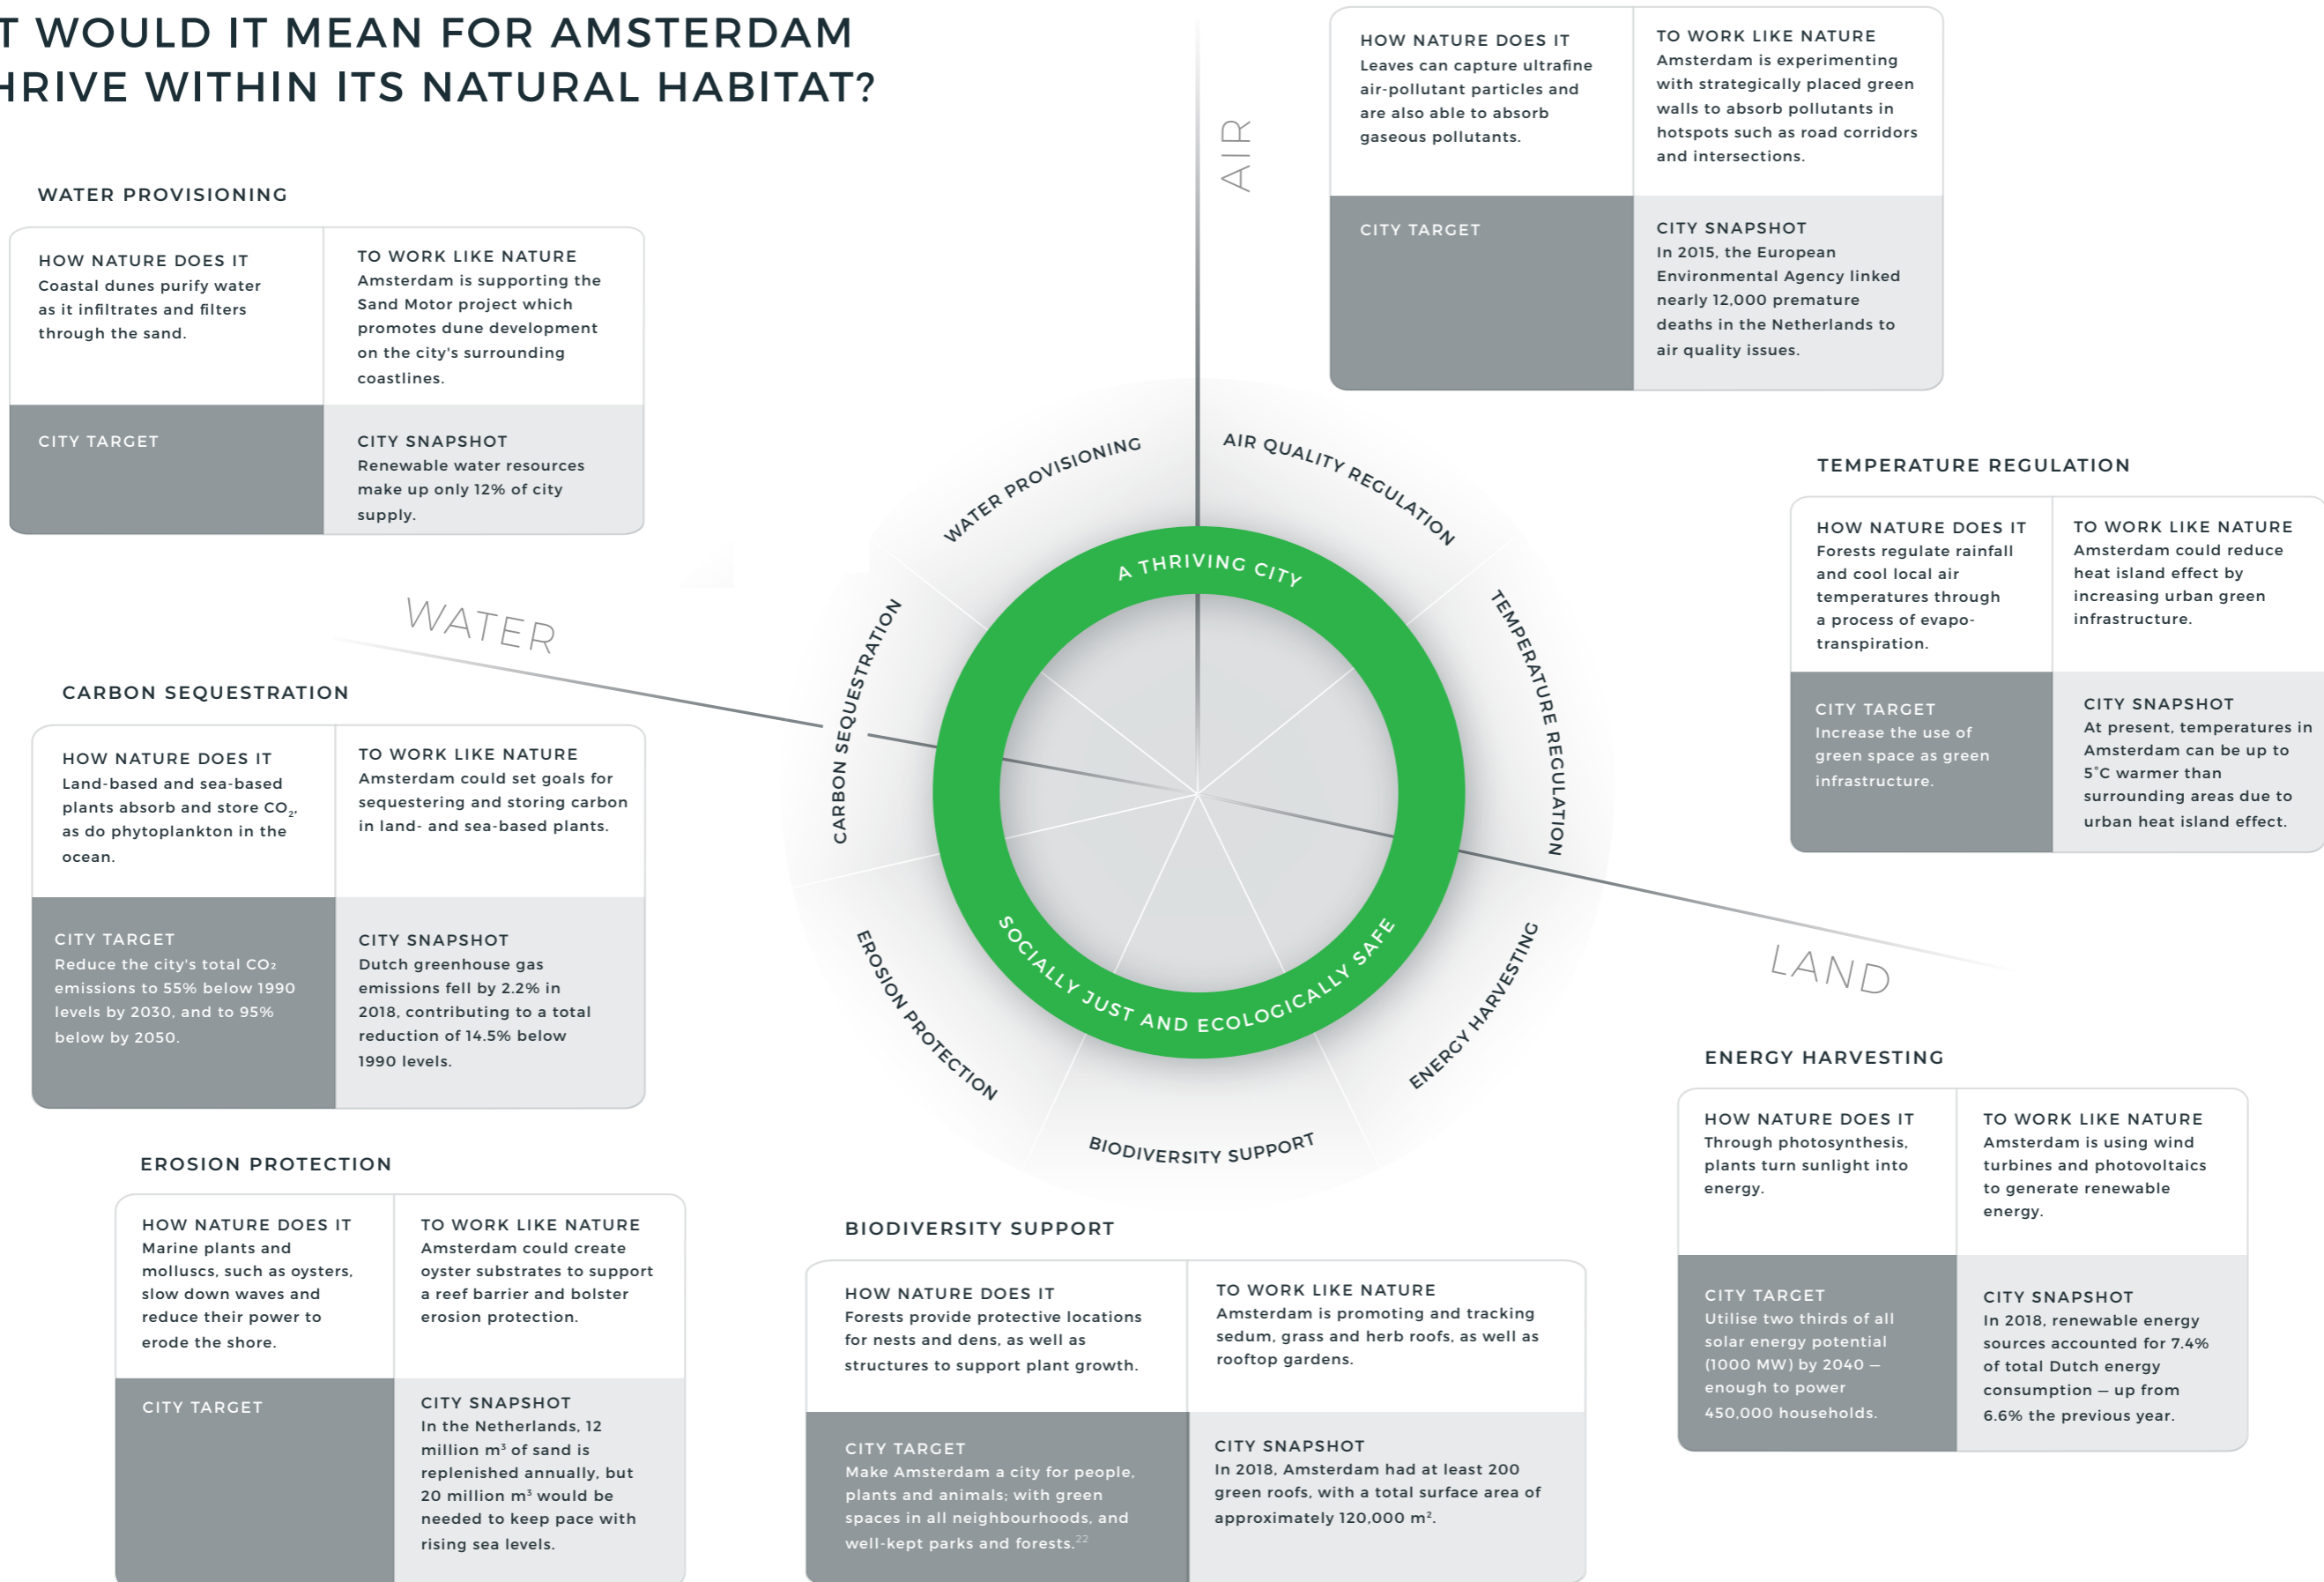 T WOULD IT MEAN FOR AMSTERDAM
HRIVE WITHIN ITS NATURAL HABITAT?
AIR
HOW NATURE DOES IT
Leaves can capture ultrafine
air-pollutant particles and
are also able to absorb
gaseous pollutants.
TO WORK LIKE NATURE
Amsterdam is experimenting
with strategically placed green
walls to absorb pollutants in
hotspots such as road corridors
and intersections.
CITY TARGET
CITY SNAPSHOT
In 2015, the European
Environmental Agency linked
nearly 12,000 premature
deaths in the Netherlands to
air quality issues.
WATER PROVISIONING
HOW NATURE DOES IT
Coastal dunes purify water
as it infiltrates and filters
through the sand.
TO WORK LIKE NATURE
Amsterdam is supporting the
Sand Motor project which
promotes dune development
on the city's surrounding
coastlines.
CITY TARGET
CITY SNAPSHOT
Renewable water resources
make up only 12% of city
supply.
WATER PROVISIONING
AIR QUALITY REGULATION
TEMPERATURE REGULATION
ENERGY HARVESTING
BIODIVERSITY SUPPORT
EROSION PROTECTION
CARBON SEQUESTRATION
A THRIVING CITY
SOCIALLY JUST AND ECOLOGICALLY SAFE
TEMPERATURE REGULATION
HOW NATURE DOES IT
Forests regulate rainfall
and cool local air
temperatures through
a process of evapo-
transpiration.
TO WORK LIKE NATURE
Amsterdam could reduce
heat island effect by
increasing urban green
infrastructure.
CITY TARGET
Increase the use of
green space as green
infrastructure.
CITY SNAPSHOT
At present, temperatures in
Amsterdam can be up to
5˚C warmer than
surrounding areas due to
urban heat island effect.
WATER
LAND
CARBON SEQUESTRATION
HOW NATURE DOES IT
Land-based and sea-based
plants absorb and store CO₂,
as do phytoplankton in the
ocean.
TO WORK LIKE NATURE
Amsterdam could set goals for
sequestering and storing carbon
in land- and sea-based plants.
CITY TARGET
Reduce the city's total CO₂
emissions to 55% below 1990
levels by 2030, and to 95%
below by 2050.
CITY SNAPSHOT
Dutch greenhouse gas
emissions fell by 2.2% in
2018, contributing to a total
reduction of 14.5% below
1990 levels.
ENERGY HARVESTING
HOW NATURE DOES IT
Through photosynthesis,
plants turn sunlight into
energy.
TO WORK LIKE NATURE
Amsterdam is using wind
turbines and photovoltaics
to generate renewable
energy.
CITY TARGET
Utilise two thirds of all
solar energy potential
(1000 MW) by 2040 —
enough to power
450,000 households.
CITY SNAPSHOT
In 2018, renewable energy
sources accounted for 7.4%
of total Dutch energy
consumption — up from
6.6% the previous year.
EROSION PROTECTION
HOW NATURE DOES IT
Marine plants and
molluscs, such as oysters,
slow down waves and
reduce their power to
erode the shore.
TO WORK LIKE NATURE
Amsterdam could create
oyster substrates to support
a reef barrier and bolster
erosion protection.
CITY TARGET
CITY SNAPSHOT
In the Netherlands, 12
million m³ of sand is
replenished annually, but
20 million m³ would be
needed to keep pace with
rising sea levels.
BIODIVERSITY SUPPORT
HOW NATURE DOES IT
Forests provide protective locations
for nests and dens, as well as
structures to support plant growth.
TO WORK LIKE NATURE
Amsterdam is promoting and tracking
sedum, grass and herb roofs, as well as
rooftop gardens.
CITY TARGET
Make Amsterdam a city for people,
plants and animals; with green
spaces in all neighbourhoods, and
well-kept parks and forests.²²
CITY SNAPSHOT
In 2018, Amsterdam had at least 200
green roofs, with a total surface area of
approximately 120,000 m².